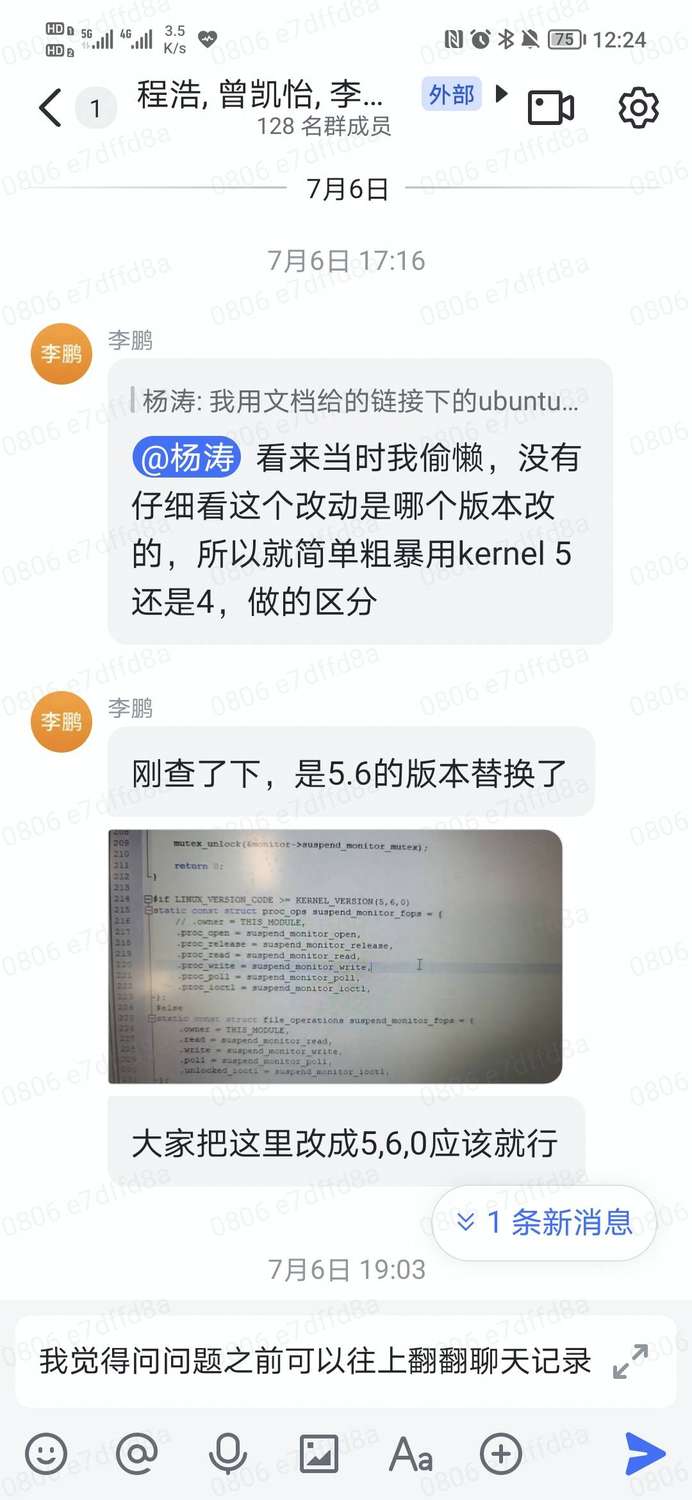 HD 1 5G 4G 3.5 75 12:24
HD 2 K/s
1 程浩, 曾凯怡, 李... 外部
128 名群成员
7月6日
7月6日 17:16
李鹏
李鹏
杨涛: 我用文档给的链接下的ubuntu...
@杨涛 看来当时我偷懒，没有
仔细看这个改动是哪个版本改
的，所以就简单粗暴用kernel 5
还是4，做的区分
李鹏
李鹏
刚查了下，是5.6的版本替换了
208
209 mutex_unlock(&monitor->suspend_monitor_mutex);
210
211 return 0;
212 }
213
214 #if LINUX_VERSION_CODE >= KERNEL_VERSION(5,6,0)
215 static const struct proc_ops suspend_monitor_fops = {
216 // .owner = THIS_MODULE,
217 .proc_open = suspend_monitor_open,
218 .proc_release = suspend_monitor_release,
219 .proc_read = suspend_monitor_read,
220 .proc_write = suspend_monitor_write,
221 .proc_poll = suspend_monitor_poll,
222 .proc_ioctl = suspend_monitor_ioctl,
223 };
#else
static const struct file_operations suspend_monitor_fops = {
.owner = THIS_MODULE,
.read = suspend_monitor_read,
.write = suspend_monitor_write,
.poll = suspend_monitor_poll,
.unlocked_ioctl = suspend_monitor_ioctl,
大家把这里改成5,6,0应该就行
1 条新消息
7月6日 19:03
我觉得问问题之前可以往上翻翻聊天记录
@ Aa
0806 e7dffd8a